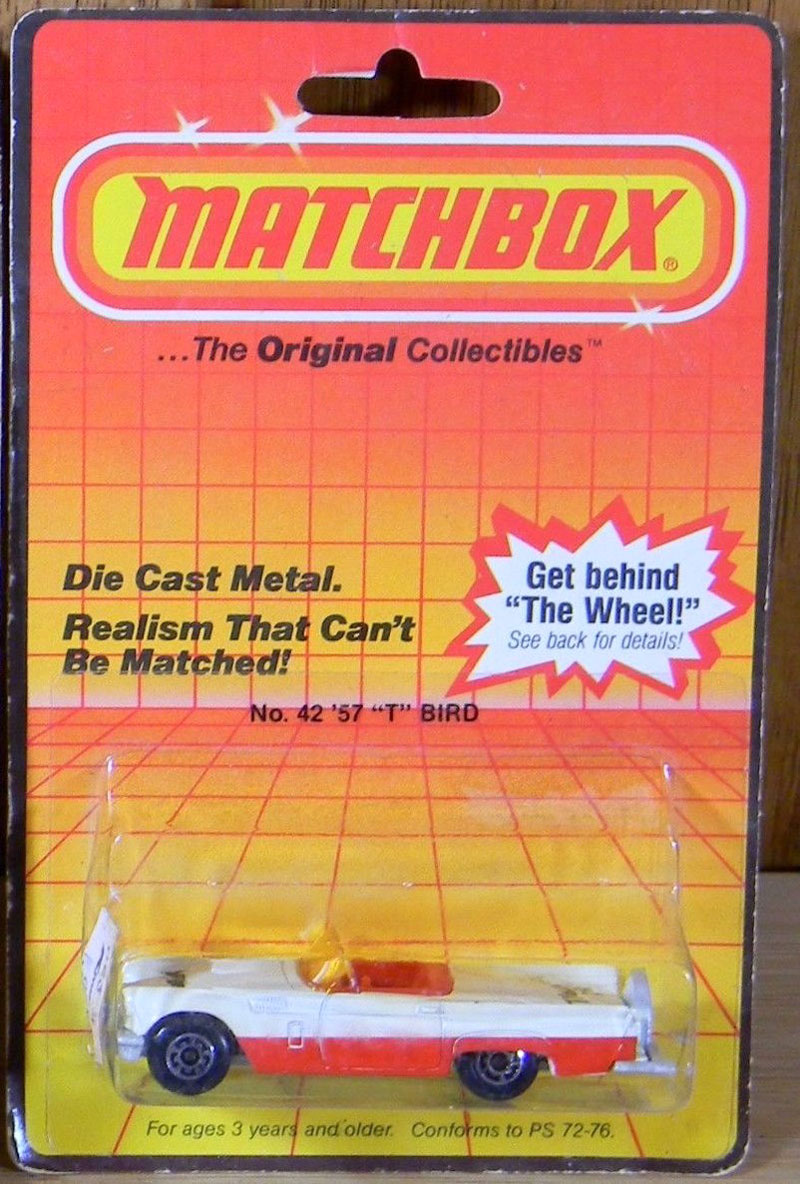 MATCHBOX®
...The Original Collectibles™
Die Cast Metal.
Realism That Can't
Be Matched!
Get behind
“The Wheel!”
See back for details!
No. 42 '57 “T” BIRD
For ages 3 years and older. Conforms to PS 72-76.